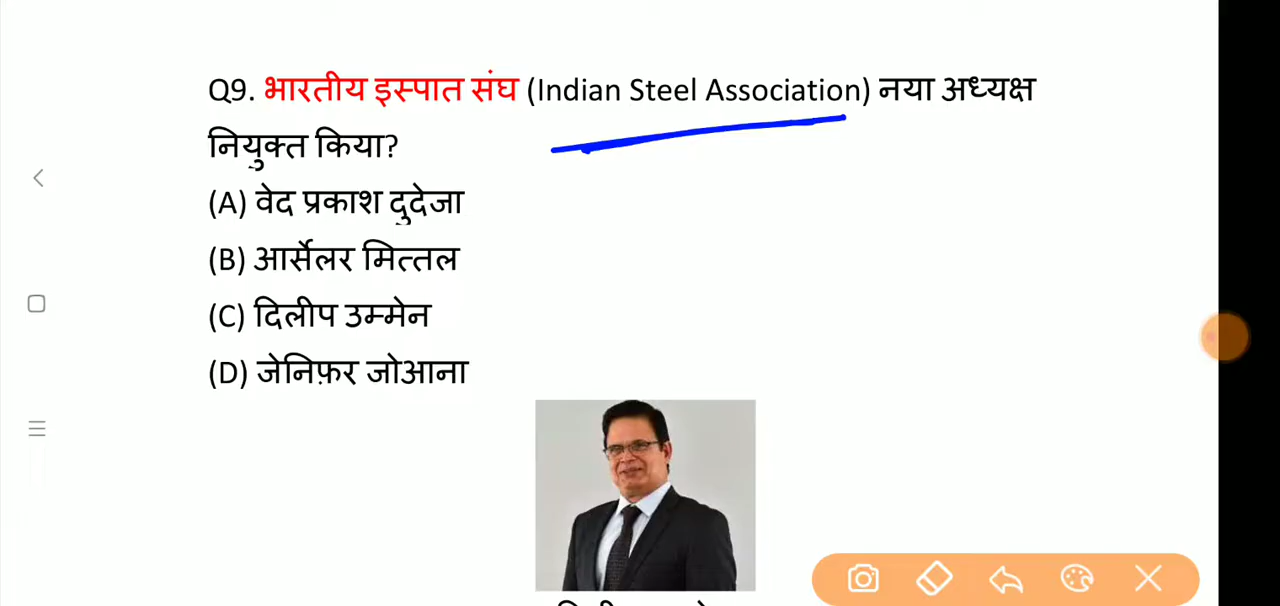 Q9. भारतीय इस्पात संघ (Indian Steel Association) नया अध्यक्ष
नियुक्त किया?
(A) वेद प्रकाश दुदेजा
(B) आर्सेलर मित्तल
(C) दिलीप उम्मेन
(D) जेनिफ़र जोआना